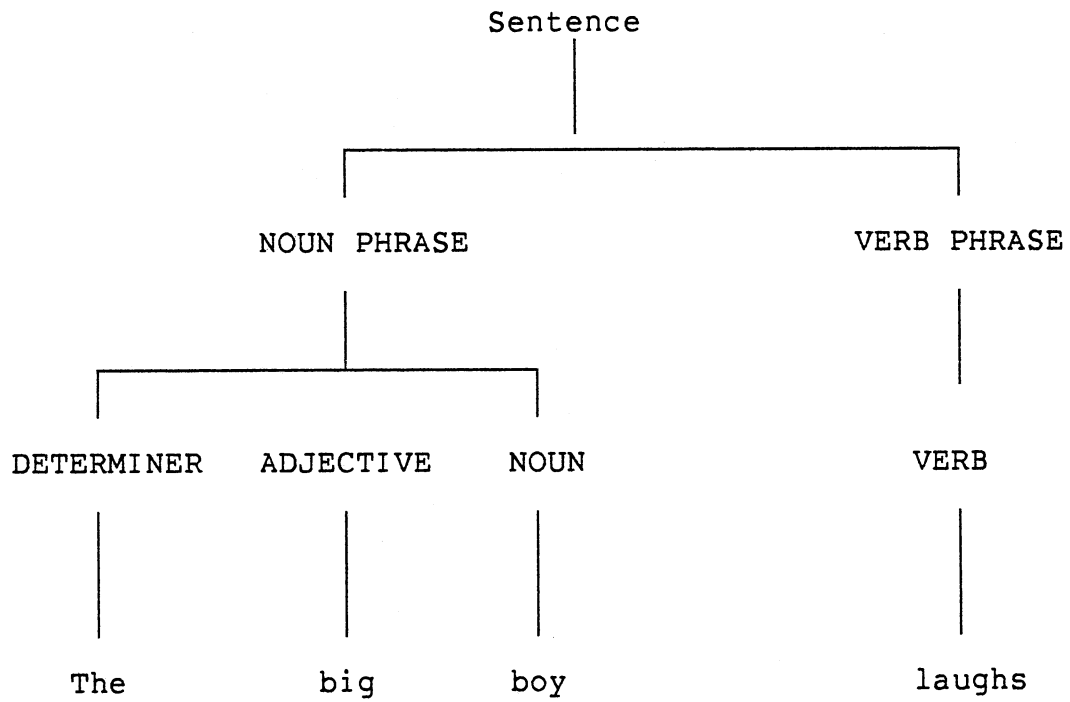 Sentence
NOUN PHRASE VERB PHRASE
DETERMINER ADJECTIVE NOUN VERB
The big boy laughs